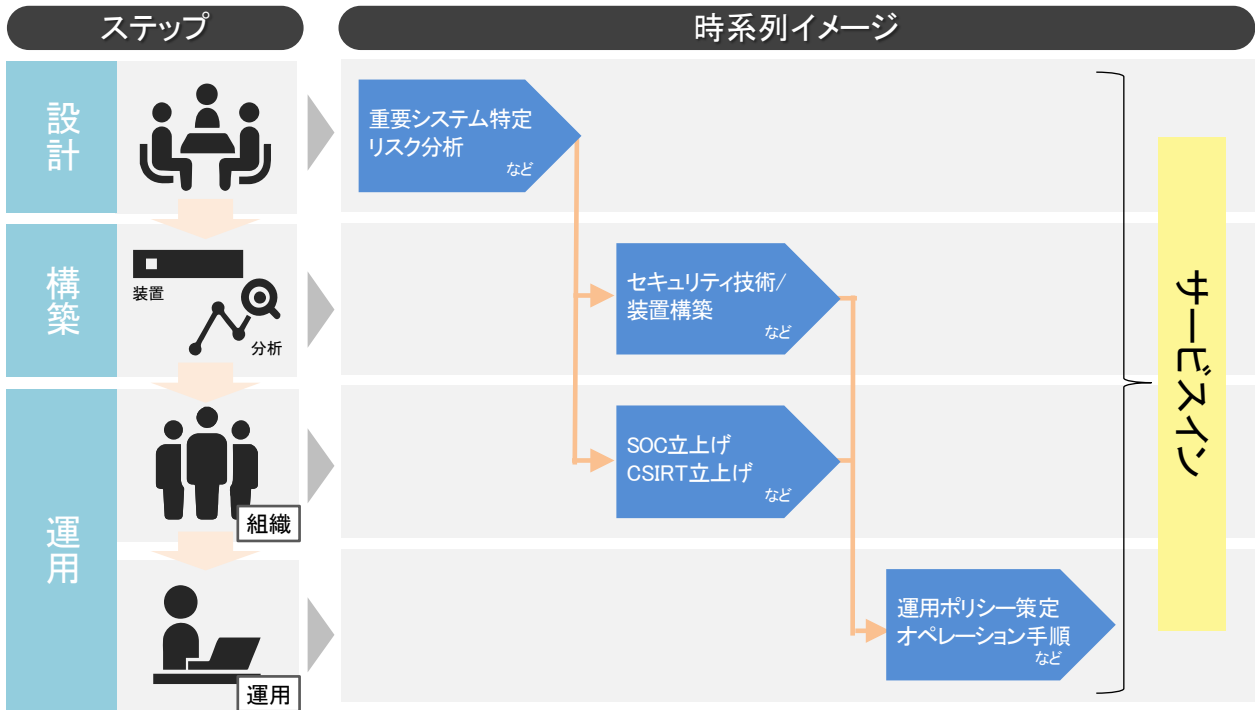 ステップ
時系列イメージ
設計
重要システム特定
リスク分析
など
構築
装置
分析
セキュリティ技術/
装置構築
など
運用
組織
SOC立上げ
CSIRT立上げ
など
運用
運用ポリシー策定
オペレーション手順
など
サービスイン